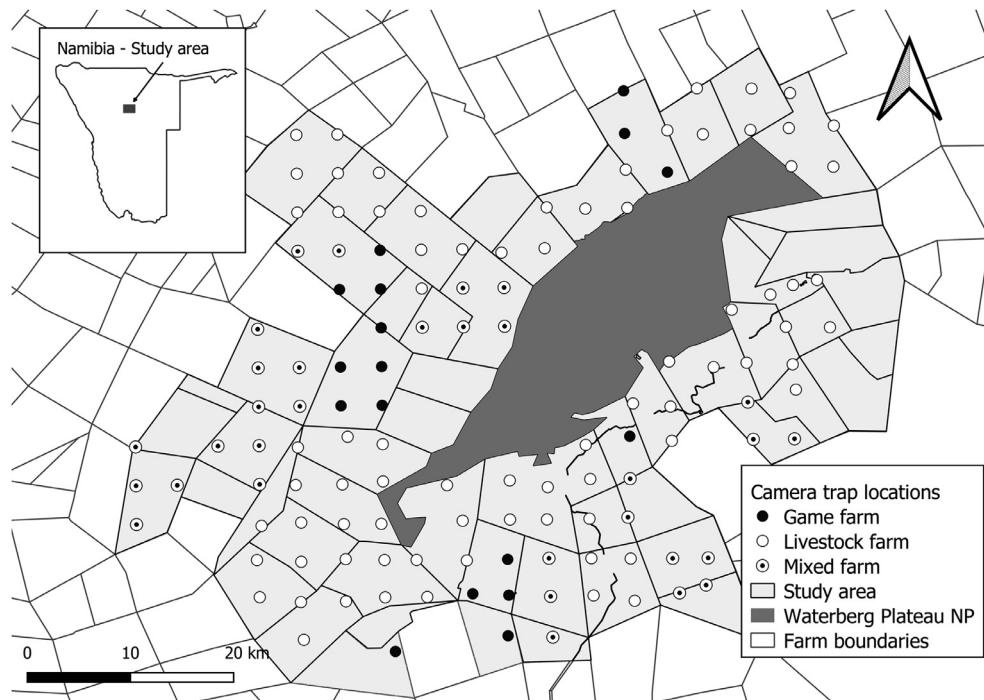 Namibia - Study area
Camera trap locations
Game farm
Livestock farm
Mixed farm
Study area
Waterberg Plateau NP
Farm boundaries
0 10 20 km